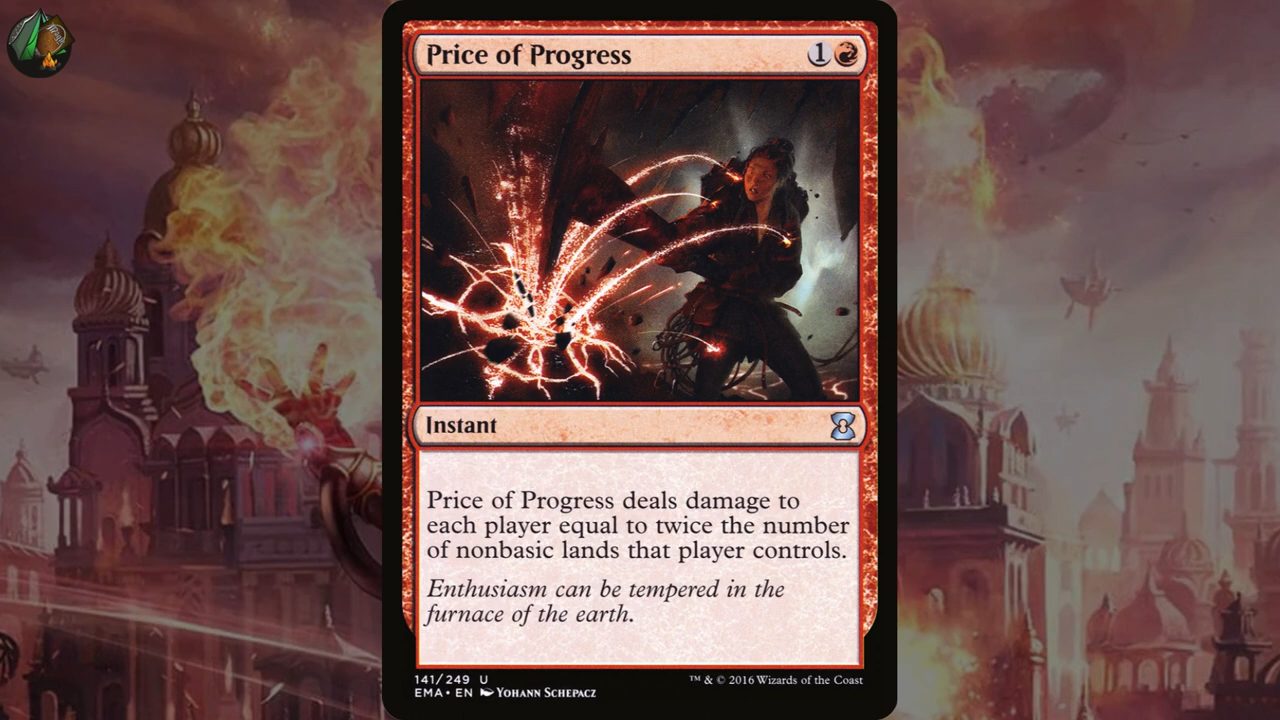 Price of Progress 1
Instant
Price of Progress deals damage to
each player equal to twice the number
of nonbasic lands that player controls.
Enthusiasm can be tempered in the
furnace of the earth.
141/249 U
EMA • EN Yohann Schepacz
™ & © 2016 Wizards of the Coast